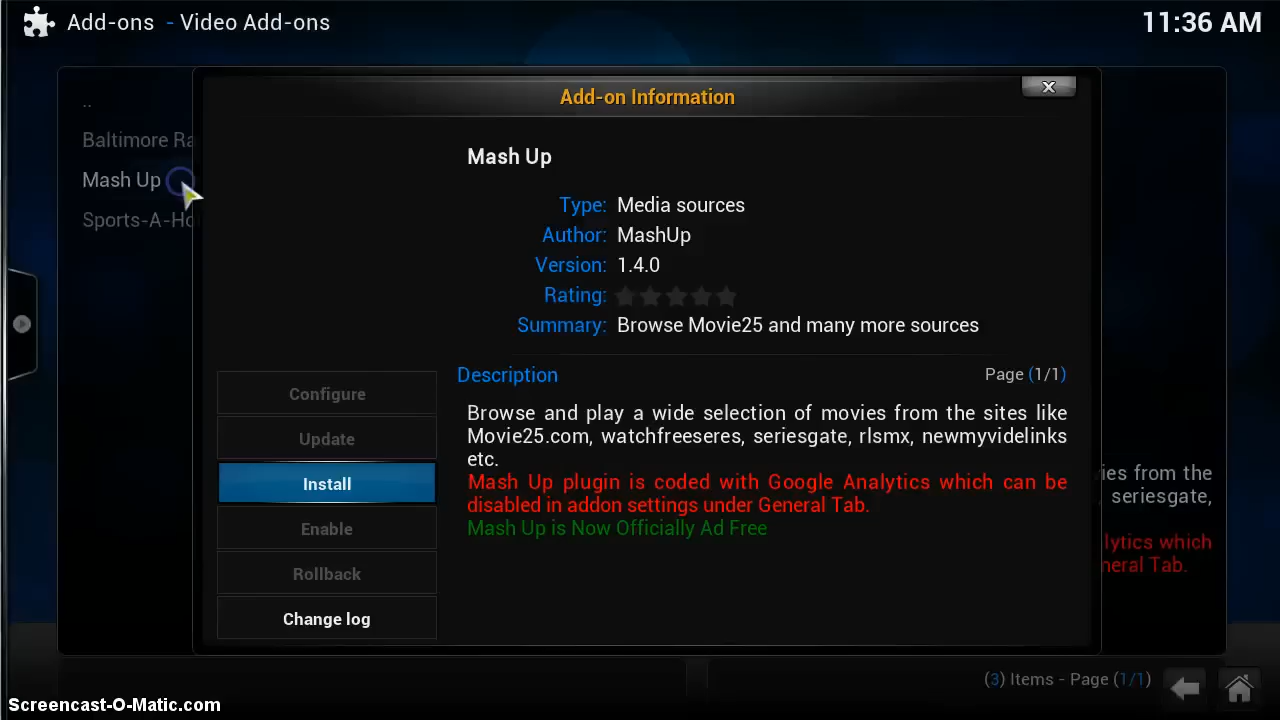 Add-ons - Video Add-ons
11:36 AM
Add-on Information
..
Baltimore Ra
Mash Up
Sports-A-Ho
Mash Up
Type: Media sources
Author: MashUp
Version: 1.4.0
Rating:
Summary: Browse Movie25 and many more sources
Configure
Update
Install
Enable
Rollback
Change log
Description
Page (1/1)
Browse and play a wide selection of movies from the sites like
Movie25.com, watchfreeseres, seriesgate, rlsmx, newmyvidelinks
etc.
Mash Up plugin is coded with Google Analytics which can be
disabled in addon settings under General Tab.
Mash Up is Now Officially Ad Free
ies from the
seriesgate,
lytics which
neral Tab.
(3) Items - Page (1/1)
Screencast-O-Matic.com